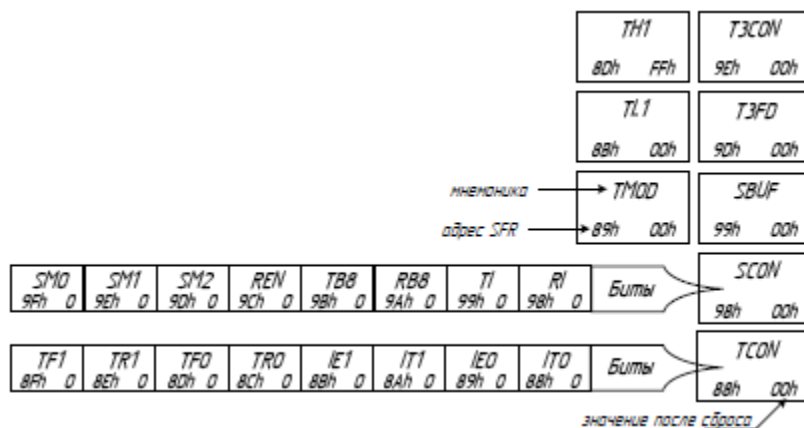 TH1 T3CON
8Dh FFh 9Eh 00h
TL1 T3FD
8Bh 00h 9Dh 00h
мнемоника TMOD SBUF
адрес SFR 89h 00h 99h 00h
SM0 SM1 SM2 REN TB8 RB8 TI RI Биты SCON
9Fh 0 9Eh 0 9Dh 0 9Ch 0 9Bh 0 9Ah 0 99h 0 98h 0 98h 00h
TF1 TR1 TF0 TR0 IE1 IT1 IE0 IT0 Биты TCON
8Fh 0 8Eh 0 8Dh 0 8Ch 0 8Bh 0 8Ah 0 89h 0 88h 0 88h 00h
значение после сброса